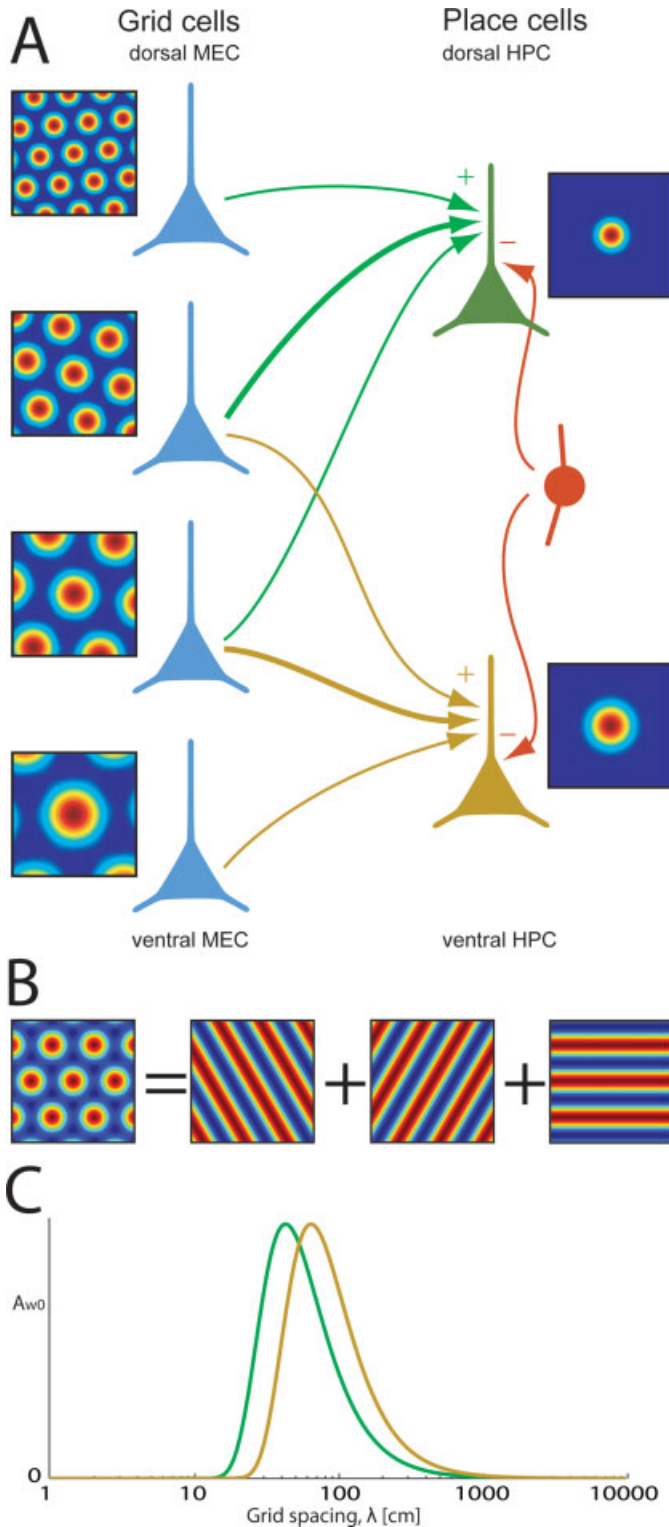 A
Grid cells
dorsal MEC
Place cells
dorsal HPC
+
−
+
−
ventral MEC
ventral HPC
B
=
+
+
C
Aw0
0
1
10
100
1000
10000
Grid spacing, λ [cm]